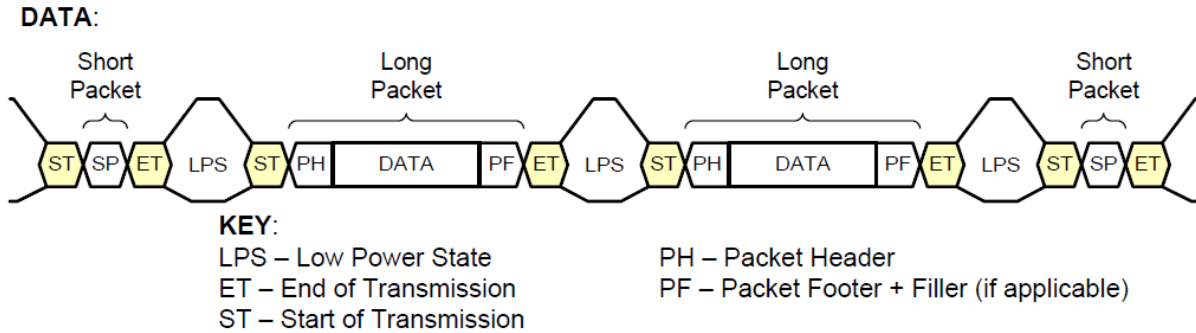 DATA:
Short Packet
Long Packet
Long Packet
Short Packet
ST SP ET LPS ST PH DATA PF ET LPS ST PH DATA PF ET LPS ST SP ET
KEY:
LPS – Low Power State
ET – End of Transmission
ST – Start of Transmission
PH – Packet Header
PF – Packet Footer + Filler (if applicable)